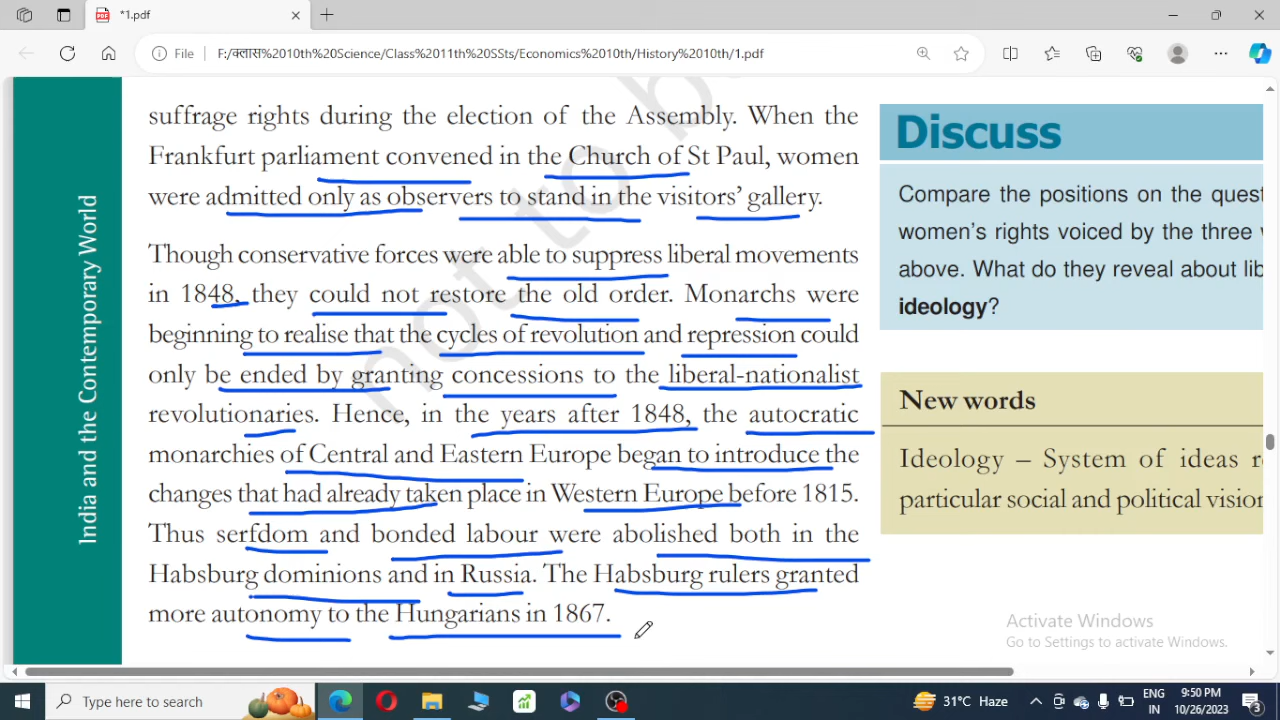 *1.pdf
File
F:/क्लास%2010th%20Science/Class%2011th%20SSts/Economics%2010th/History%2010th/1.pdf
not to b
India and the Contemporary World
suffrage rights during the election of the Assembly. When the
Frankfurt parliament convened in the Church of St Paul, women
were admitted only as observers to stand in the visitors’ gallery.
Though conservative forces were able to suppress liberal movements
in 1848, they could not restore the old order. Monarchs were
beginning to realise that the cycles of revolution and repression could
only be ended by granting concessions to the liberal-nationalist
revolutionaries. Hence, in the years after 1848, the autocratic
monarchies of Central and Eastern Europe began to introduce the
changes that had already taken place in Western Europe before 1815.
Thus serfdom and bonded labour were abolished both in the
Habsburg dominions and in Russia. The Habsburg rulers granted
more autonomy to the Hungarians in 1867.
Discuss
Compare the positions on the quest
women’s rights voiced by the three
above. What do they reveal about lib
ideology?
New words
Ideology – System of ideas r
particular social and political vision
Activate Windows
Go to Settings to activate Windows.
Type here to search
31°C Haze
ENG
IN
9:50 PM
10/26/2023
3